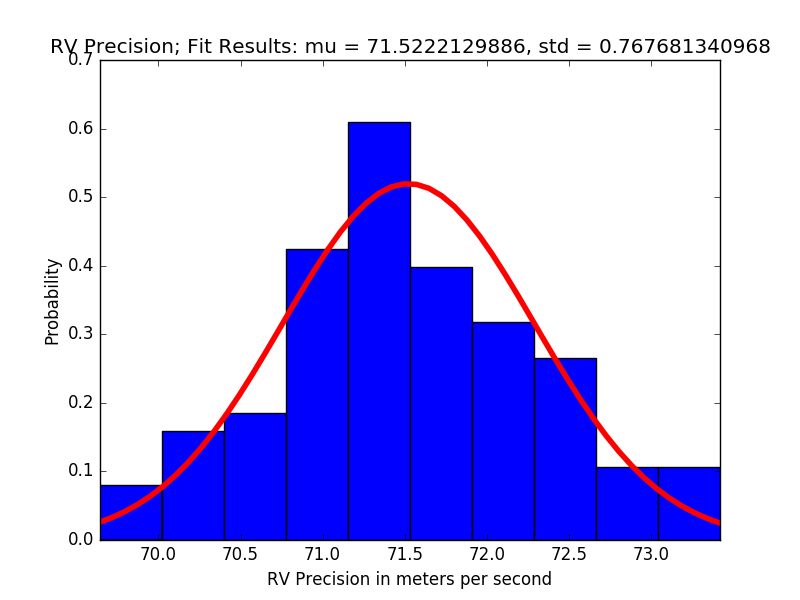 RV Precision; Fit Results: mu = 71.5222129886, std = 0.767681340968
0.7
0.6
0.5
0.4
0.3
0.2
0.1
0.0
Probability
70.0 70.5 71.0 71.5 72.0 72.5 73.0
RV Precision in meters per second